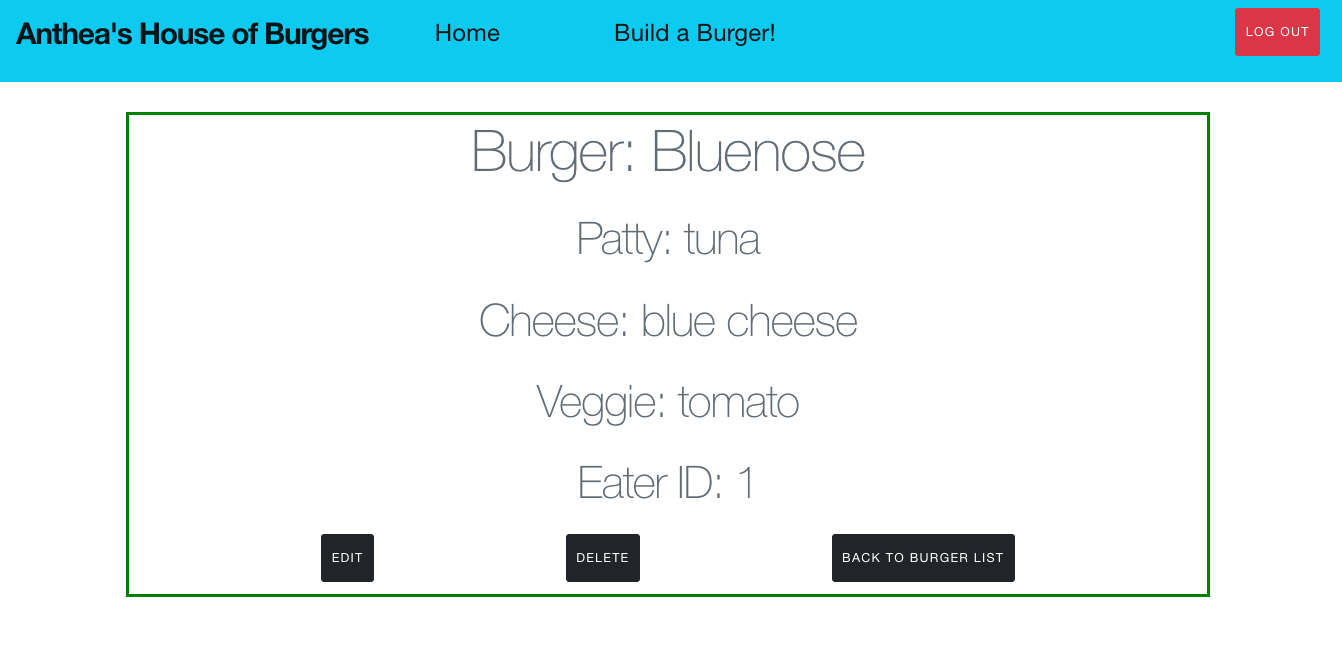 Anthea's House of Burgers Home Build a Burger! LOG OUT
Burger: Bluenose
Patty: tuna
Cheese: blue cheese
Veggie: tomato
Eater ID: 1
EDIT DELETE BACK TO BURGER LIST